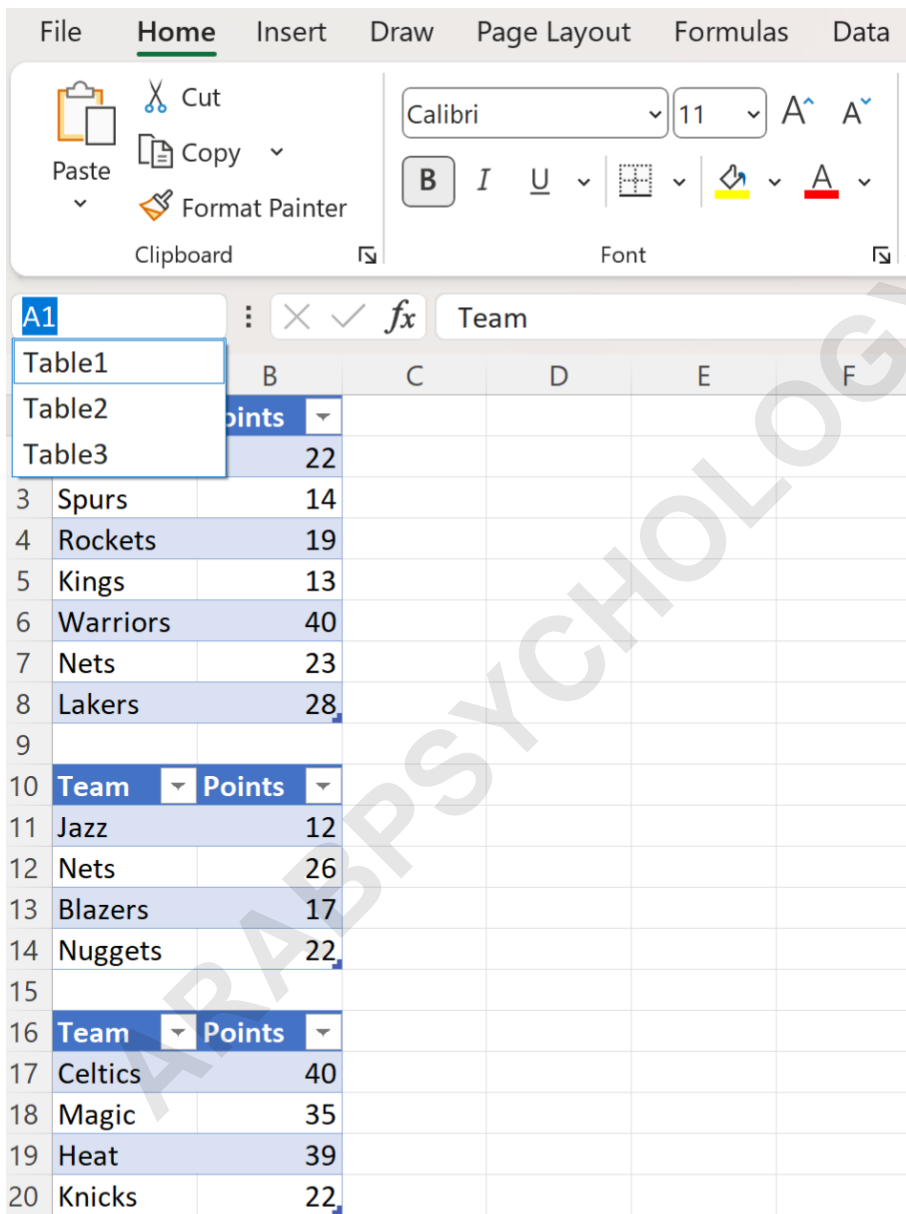 File Home Insert Draw Page Layout Formulas Data
Cut
Copy
Paste
Format Painter
Clipboard
Calibri 11 A A
B I U A
Font
A1 fx Team
Table1
Table2
Table3
B C D E F
oints
22
3 Spurs 14
4 Rockets 19
5 Kings 13
6 Warriors 40
7 Nets 23
8 Lakers 28
9
10 Team Points
11 Jazz 12
12 Nets 26
13 Blazers 17
14 Nuggets 22
15
16 Team Points
17 Celtics 40
18 Magic 35
19 Heat 39
20 Knicks 22
ARABPSYCHOLOGY